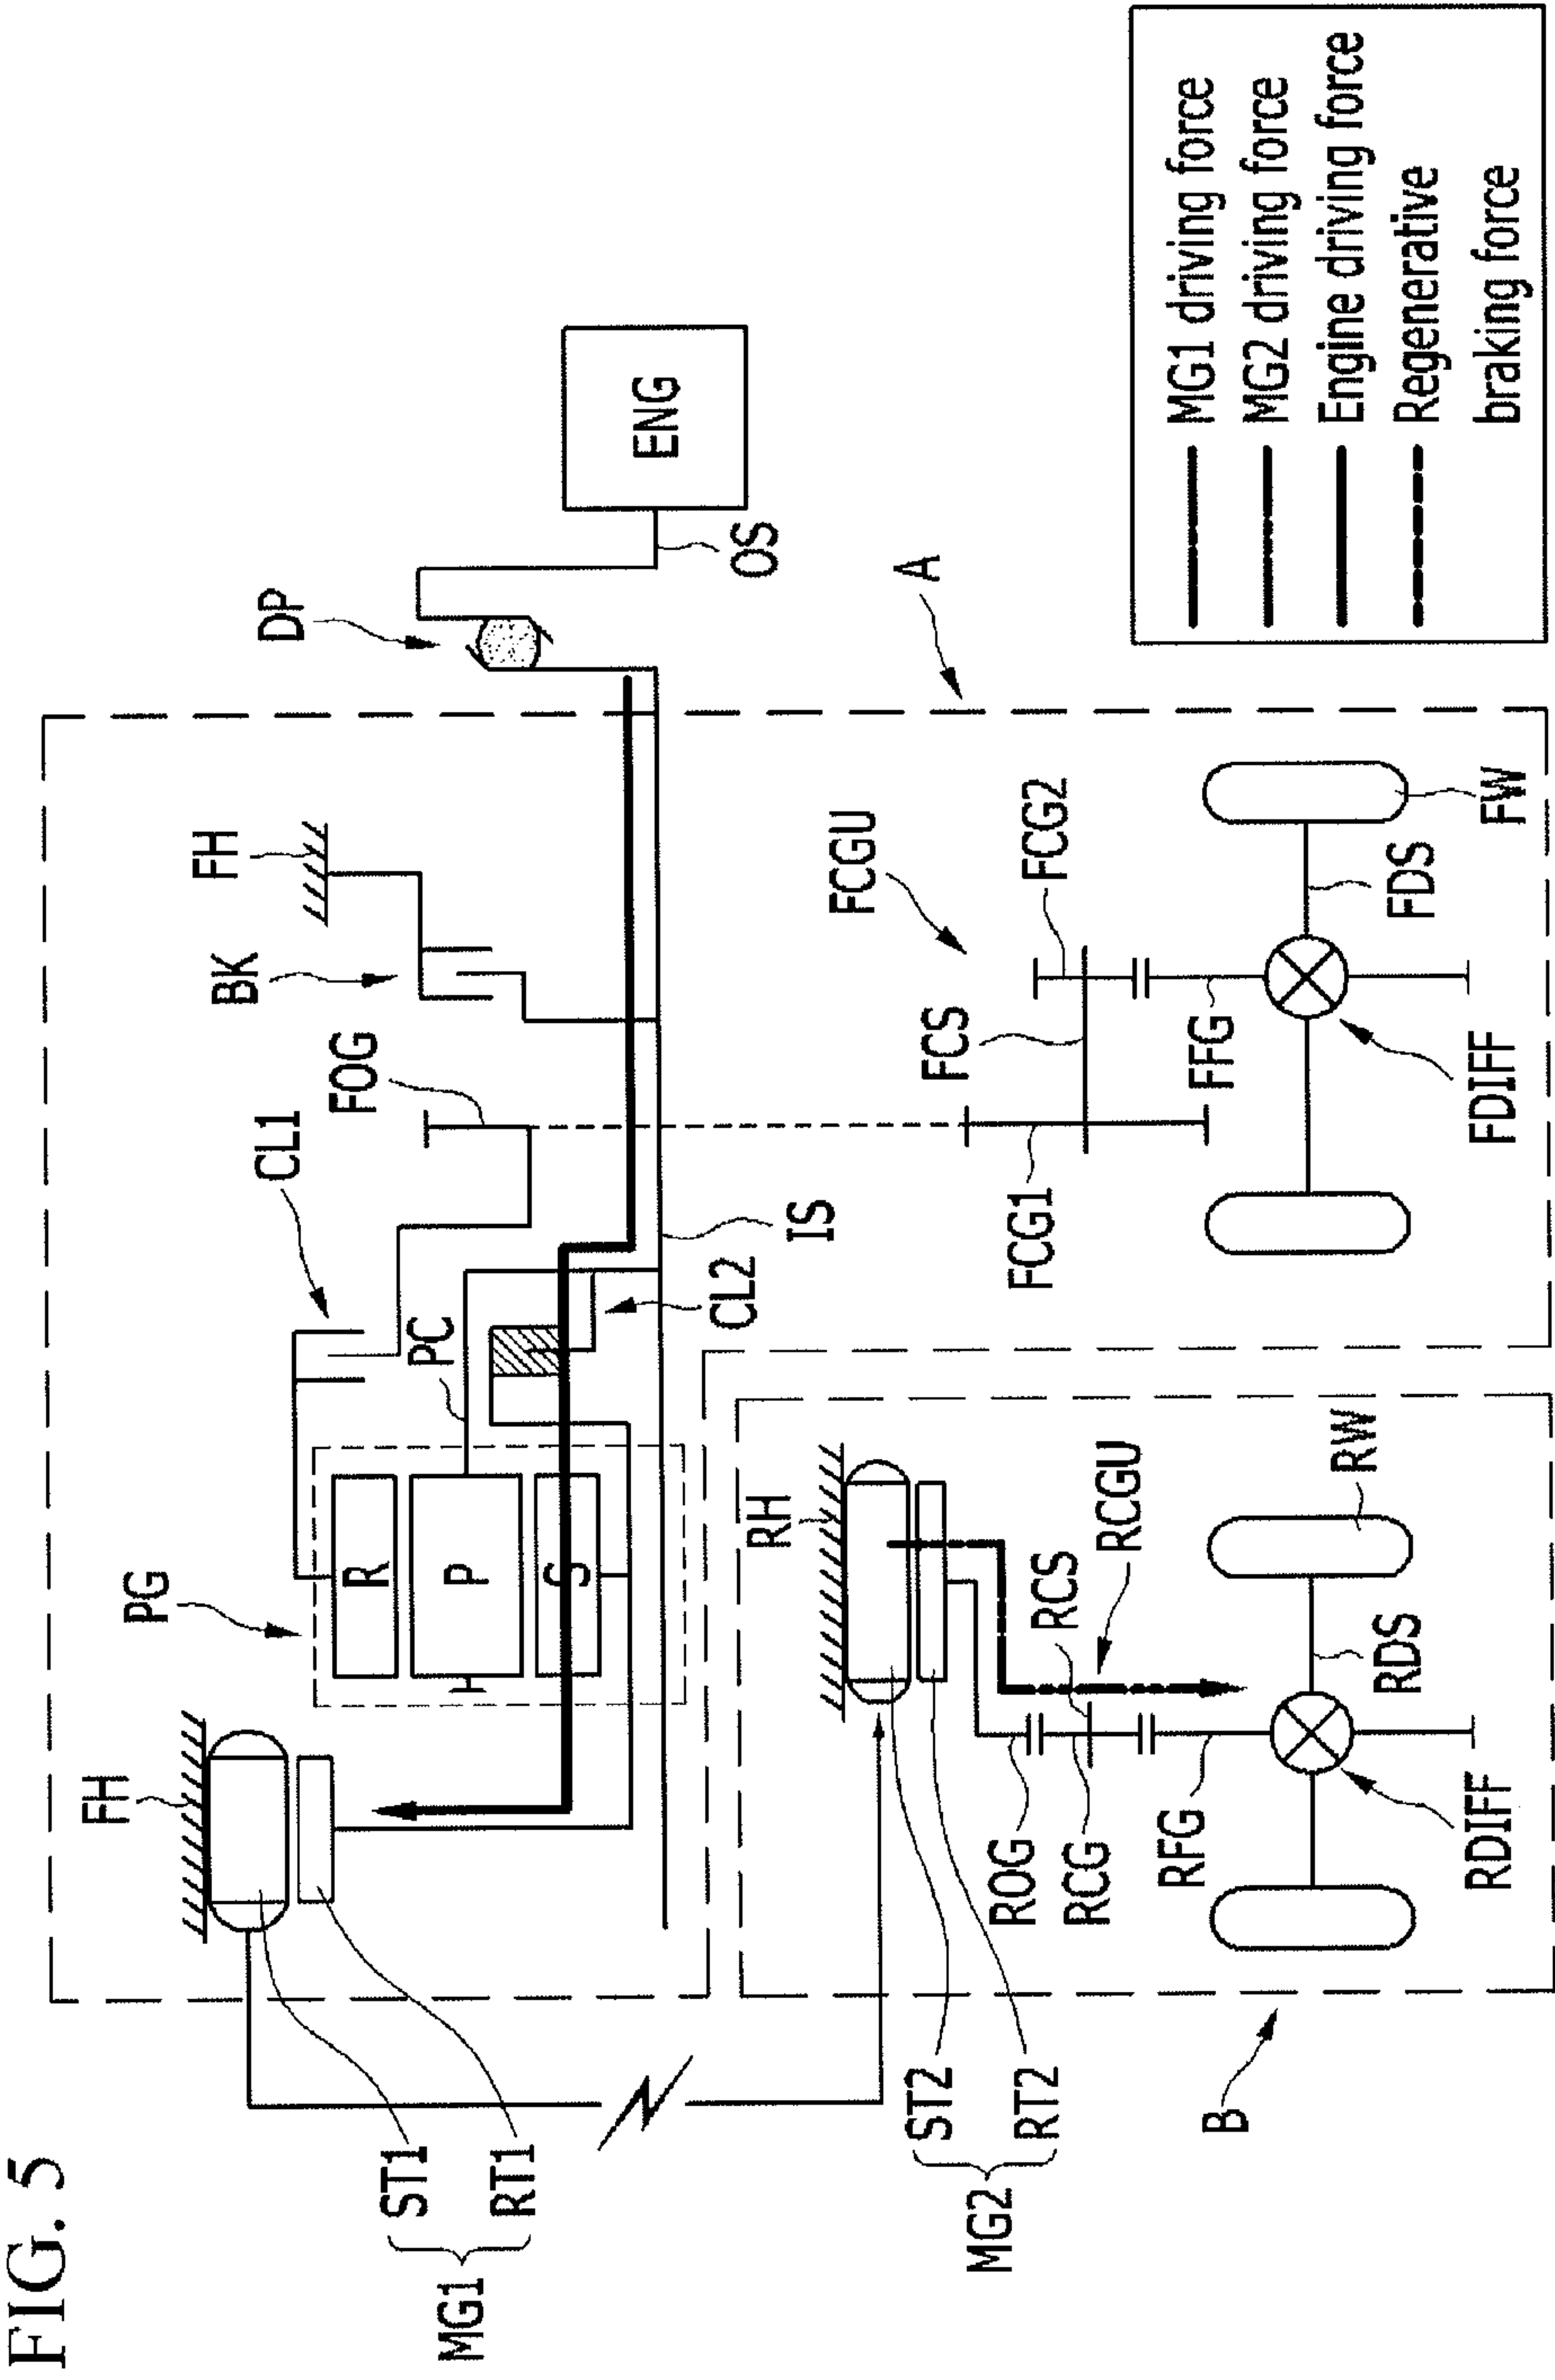 FIG. 5
MG1
ST1
RT1
FH
PG
R
P
S
PC
CL1
CL2
FOG
BK
FH
DP
OS
ENG
IS
A
MG2
ST2
RT2
RH
ROG
RCG
RCS
RCGU
RFG
RDIFF
RDS
RW
B
FCG1
FCS
FCGU
FCG2
FFG
FDIFF
FDS
FW
MG1 driving force
MG2 driving force
Engine driving force
Regenerative
braking force